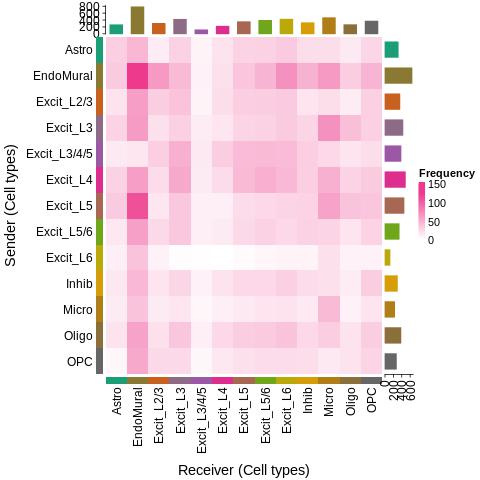 800
600
400
200
0
Astro
EndoMural
Excit_L2/3
Excit_L3
Excit_L3/4/5
Excit_L4
Excit_L5
Excit_L5/6
Excit_L6
Inhib
Micro
Oligo
OPC
Sender (Cell types)
Frequency
150
100
50
0
0
200
400
600
Astro
EndoMural
Excit_L2/3
Excit_L3
Excit_L3/4/5
Excit_L4
Excit_L5
Excit_L5/6
Excit_L6
Inhib
Micro
Oligo
OPC
Receiver (Cell types)